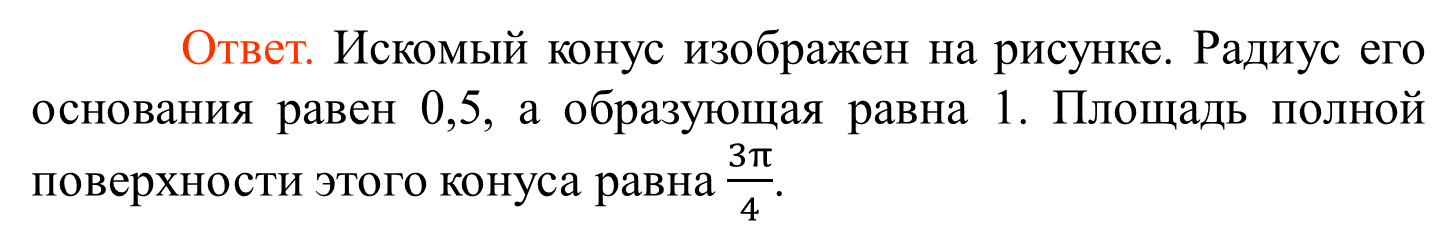 Ответ. Искомый конус изображен на рисунке. Радиус его
основания равен 0,5, а образующая равна 1. Площадь полной
поверхности этого конуса равна 3π/4.